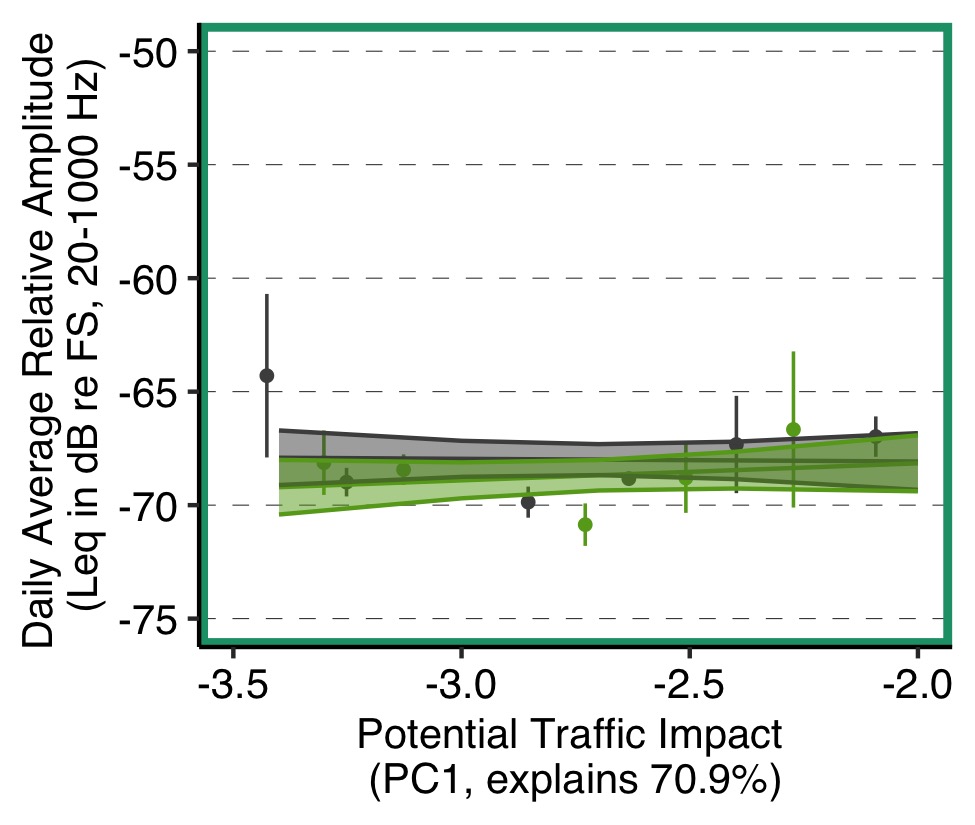 Daily Average Relative Amplitude
(Leq in dB re FS, 20-1000 Hz)
-50
-55
-60
-65
-70
-75
-3.5 -3.0 -2.5 -2.0
Potential Traffic Impact
(PC1, explains 70.9%)